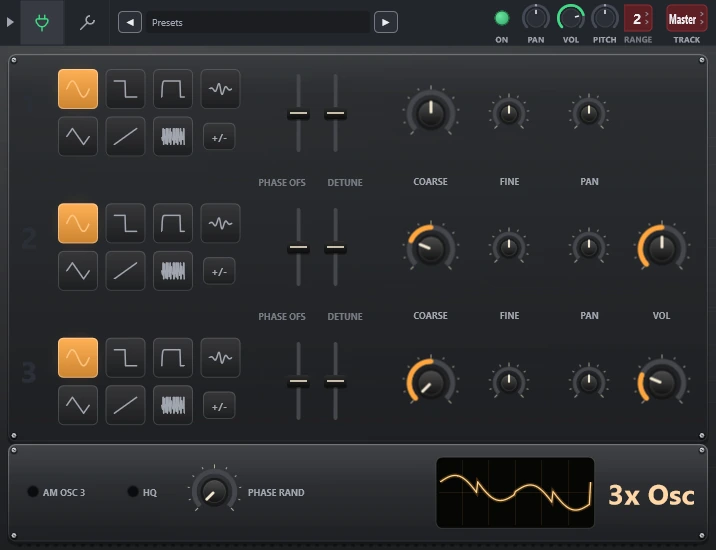 Presets
ON PAN VOL PITCH RANGE TRACK
2 Master
+/-
PHASE OFS DETUNE COARSE FINE PAN
2
+/-
PHASE OFS DETUNE COARSE FINE PAN VOL
3
+/-
AM OSC 3 HQ PHASE RAND 3x Osc